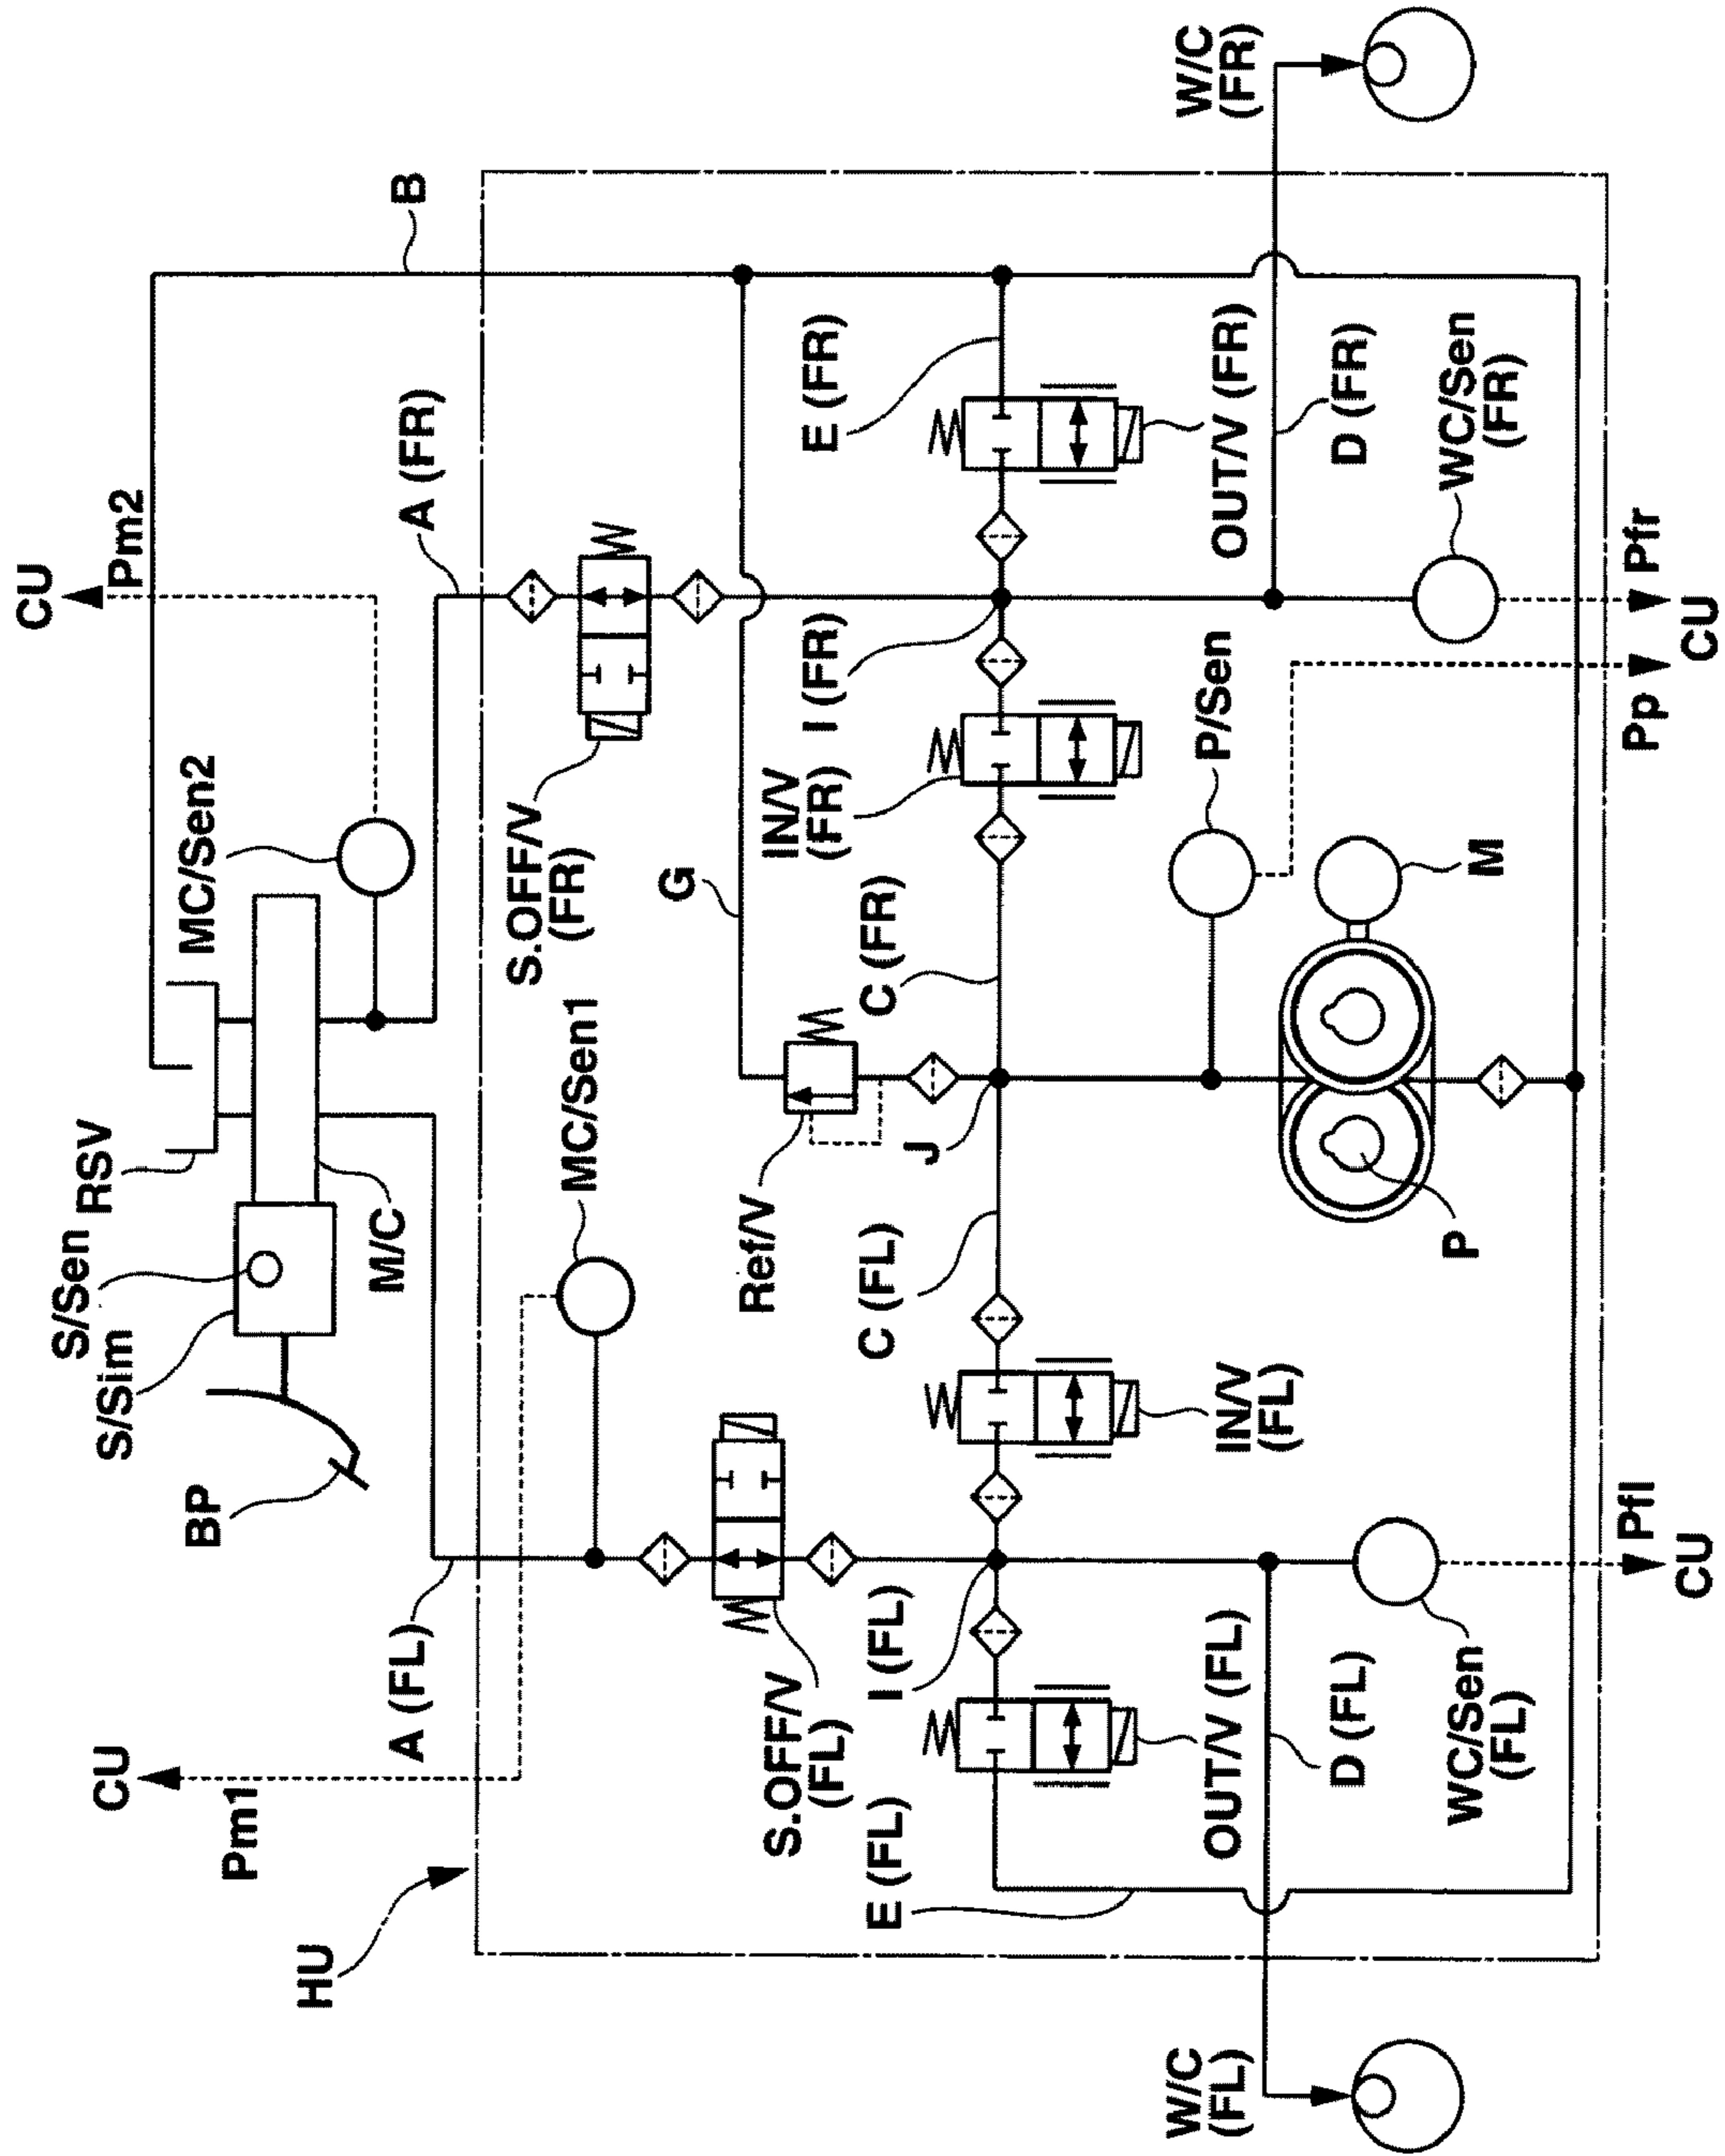 CU
Pm2
B
A (FR)
W/C
(FR)
MC/Sen2
S/Sen
S/Sim
RSV
M/C
BP
S.OFF/V
(FR)
MC/Sen1
G
E (FR)
I (FR)
IN/V
(FR)
OUT/V (FR)
D (FR)
WC/Sen
(FR)
Pfr
CU
Pp
P/Sen
C (FR)
M
Ref/V
J
C (FL)
P
IN/V
(FL)
CU
Pm1
A (FL)
HU
S.OFF/V
(FL)
I (FL)
E (FL)
OUT/V (FL)
D (FL)
WC/Sen
(FL)
Pfl
CU
W/C
(FL)